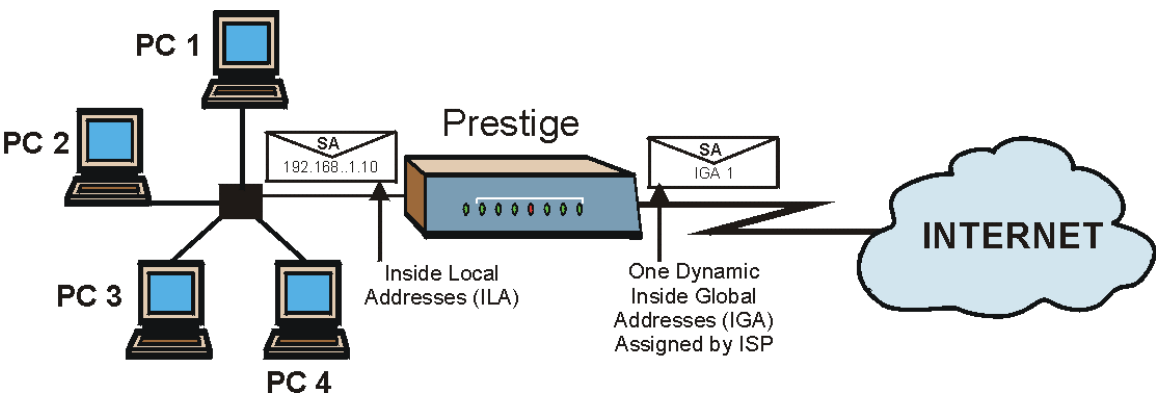 PC 1
PC 2
PC 3
PC 4
SA
192.168..1.10
Prestige
SA
IGA 1
Inside Local
Addresses (ILA)
One Dynamic
Inside Global
Addresses (IGA)
Assigned by ISP
INTERNET